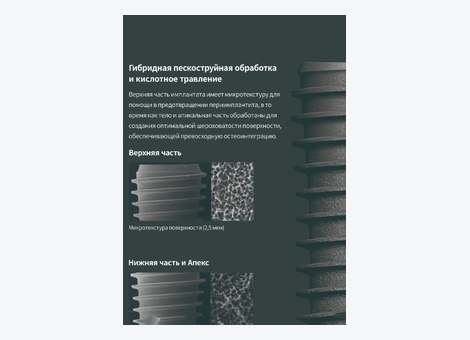 Гибридная пескоструйная обработка
и кислотное травление
Верхняя часть имплантата имеет микротекстуру для
помощи в предотвращении периимплантита, в то
время как тело и апикальная часть обработаны для
создания оптимальной шероховатости поверхности,
обеспечивающей превосходную остеоинтеграцию.
Верхняя часть
Микротекстура поверхности (2,5 мкм)
Нижняя часть и Апекс